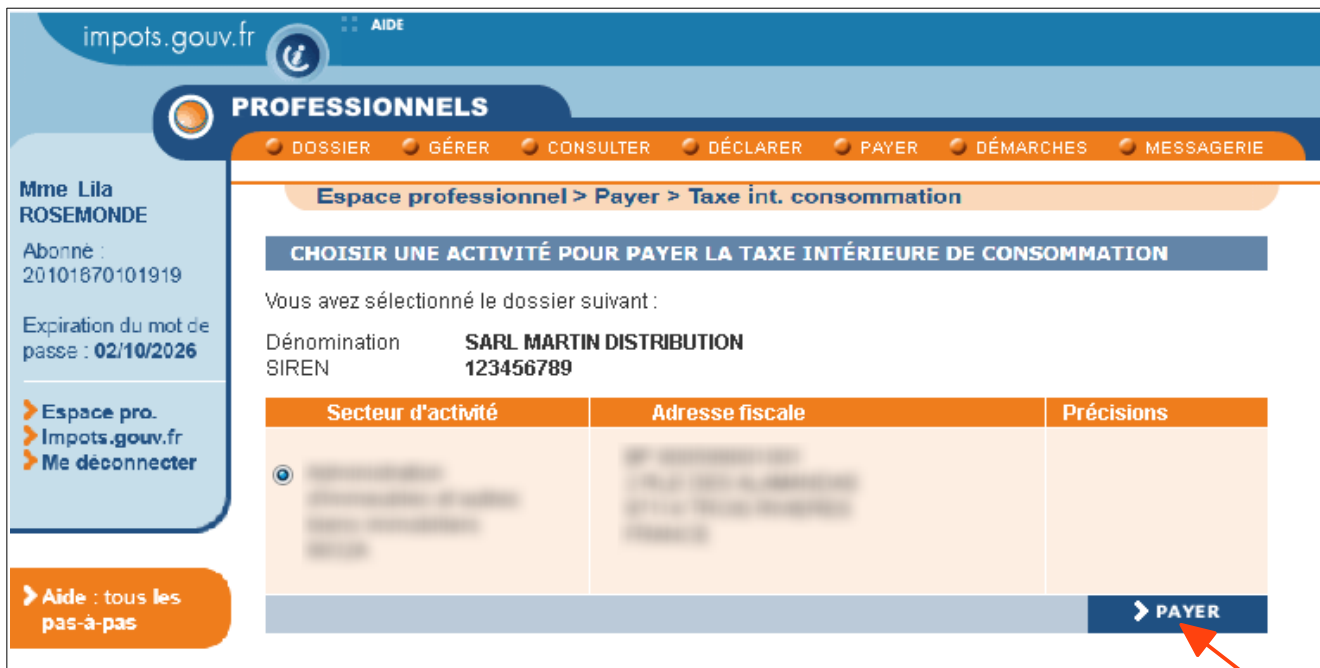 impots.gouv.fr
AIDE
PROFESSIONNELS
DOSSIER GÉRER CONSULTER DÉCLARER PAYER DÉMARCHES MESSAGERIE
Mme Lila
ROSEMONDE
Abonné :
20101670101919
Expiration du mot de
passe : 02/10/2026
Espace pro.
Impots.gouv.fr
Me déconnecter
Aide : tous les
pas-à-pas
Espace professionnel > Payer > Taxe int. consommation
CHOISIR UNE ACTIVITÉ POUR PAYER LA TAXE INTÉRIEURE DE CONSOMMATION
Vous avez sélectionné le dossier suivant :
Dénomination SARL MARTIN DISTRIBUTION
SIREN 123456789
Secteur d'activité Adresse fiscale Précisions
PAYER